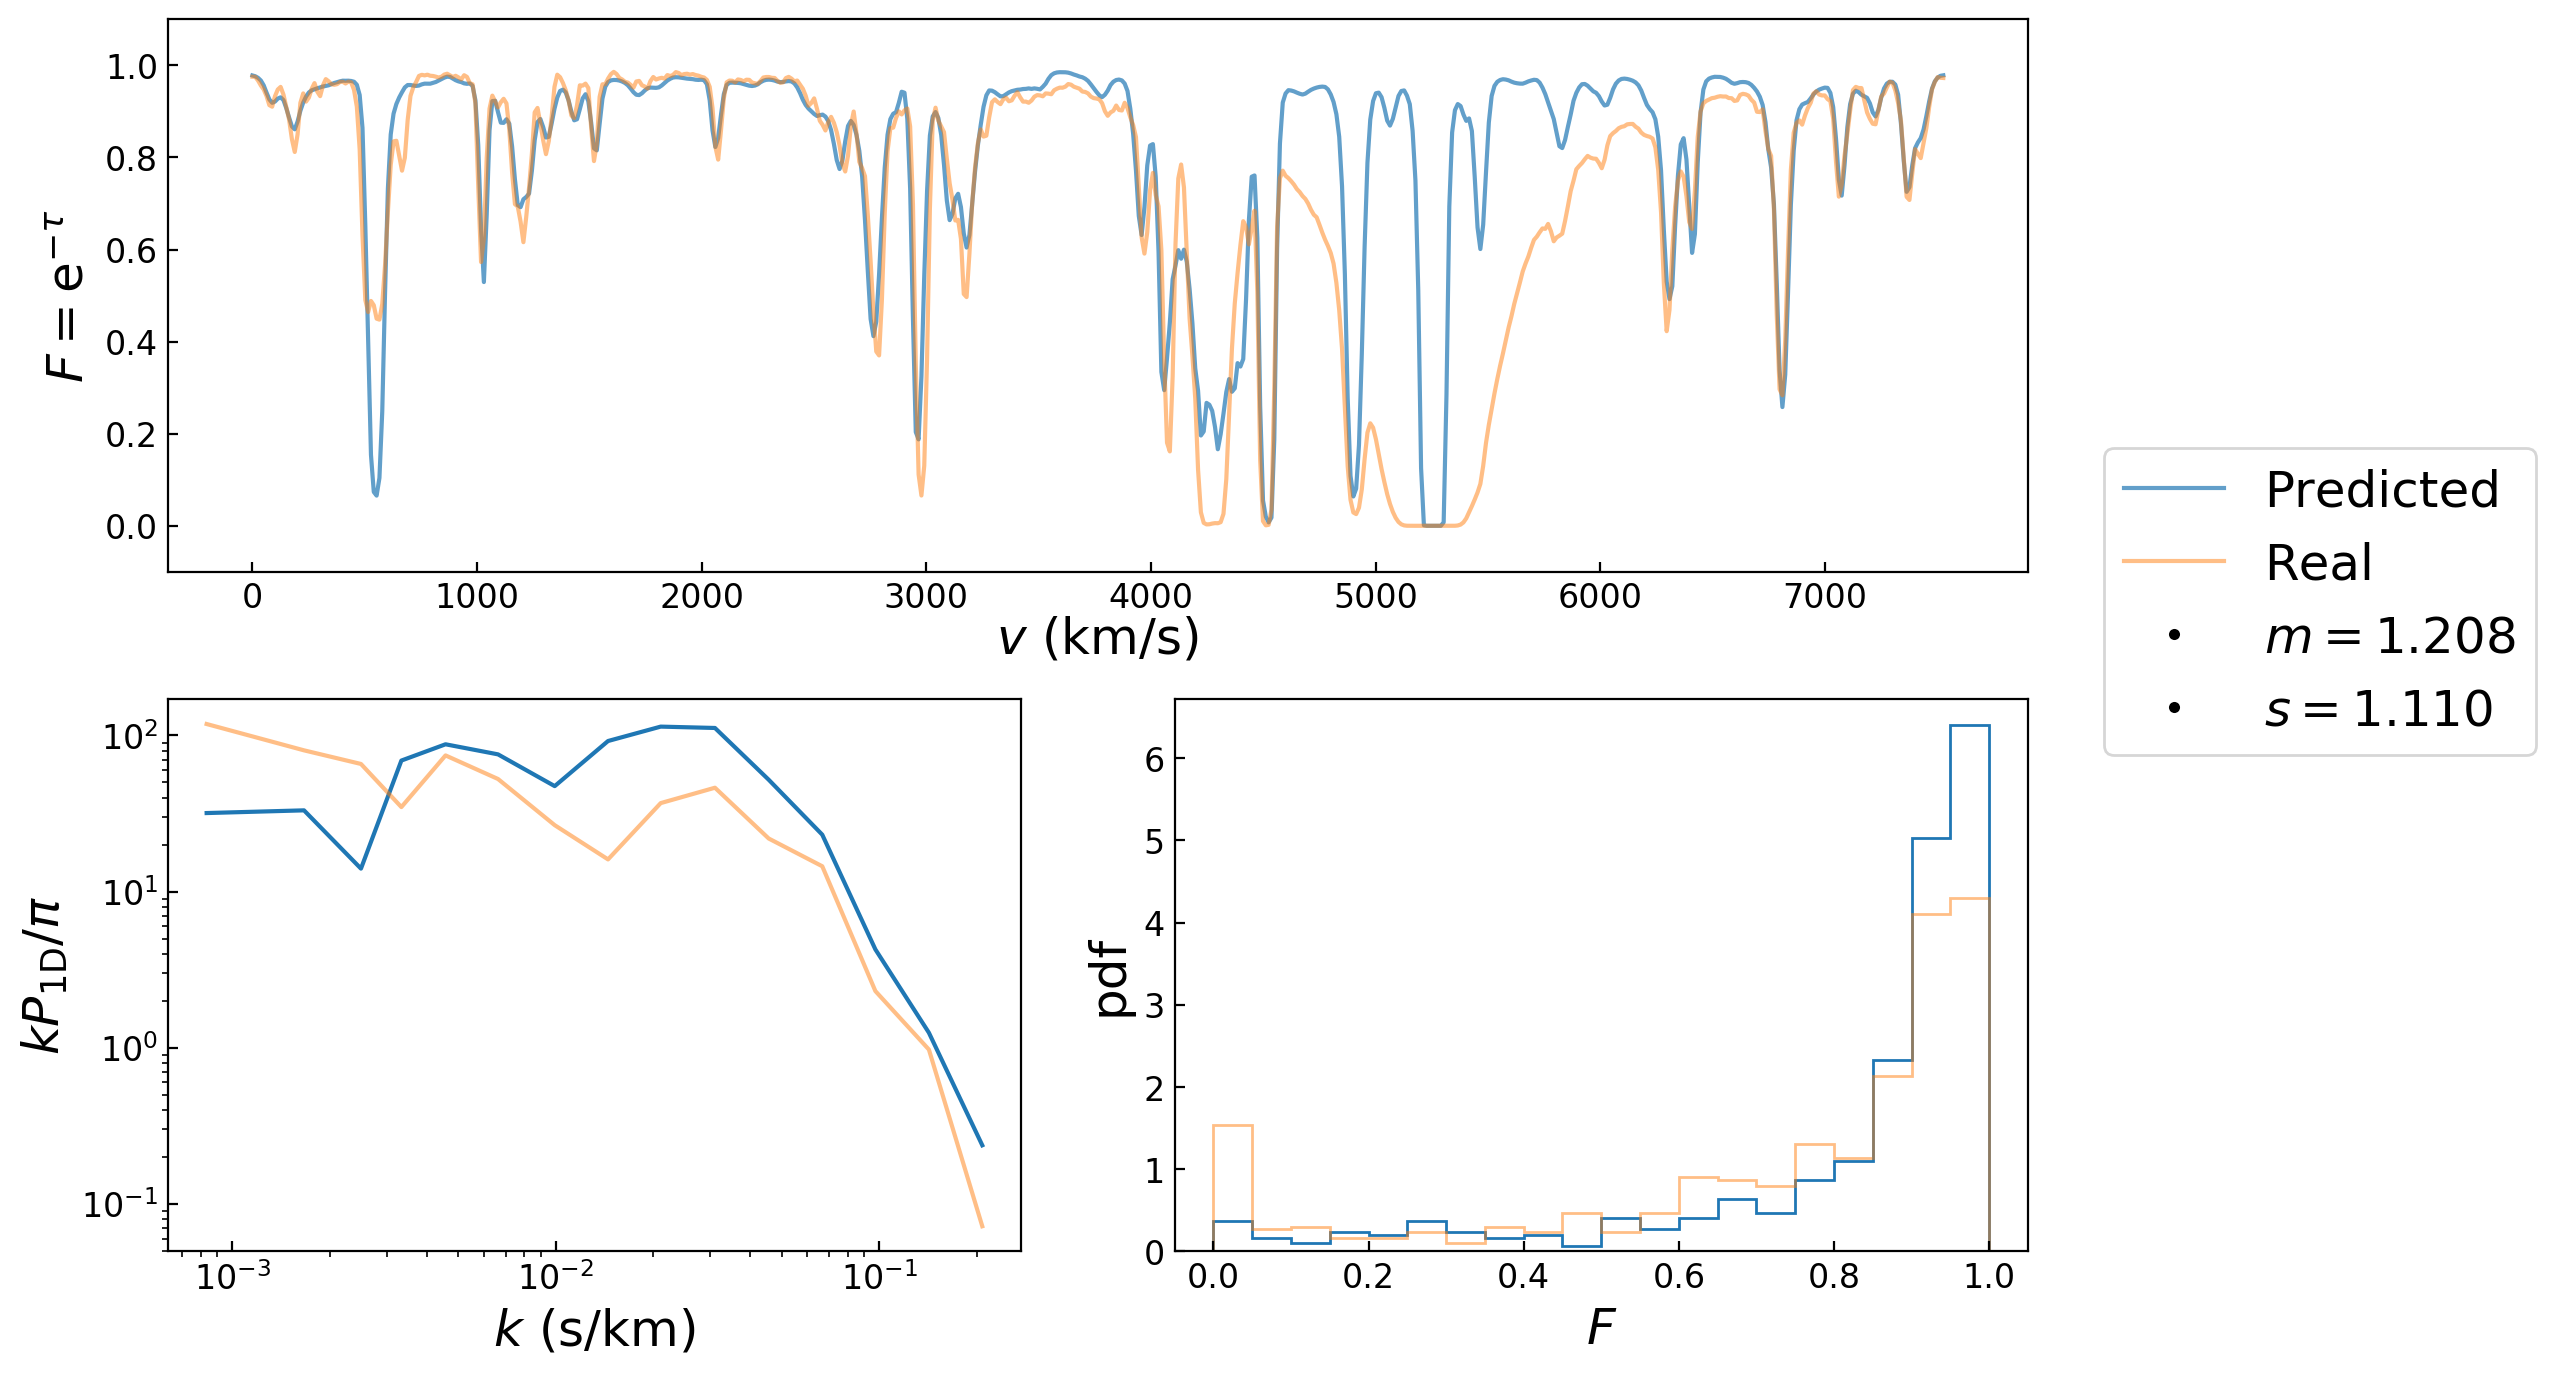 F = e^{-τ}
1.0
0.8
0.6
0.4
0.2
0.0
0 1000 2000 3000 4000 5000 6000 7000
v (km/s)
Predicted
Real
m = 1.208
s = 1.110
kP_{1D}/π
10^2
10^1
10^0
10^{-1}
10^{-3} 10^{-2} 10^{-1}
k (s/km)
pdf
6
5
4
3
2
1
0
0.0 0.2 0.4 0.6 0.8 1.0
F